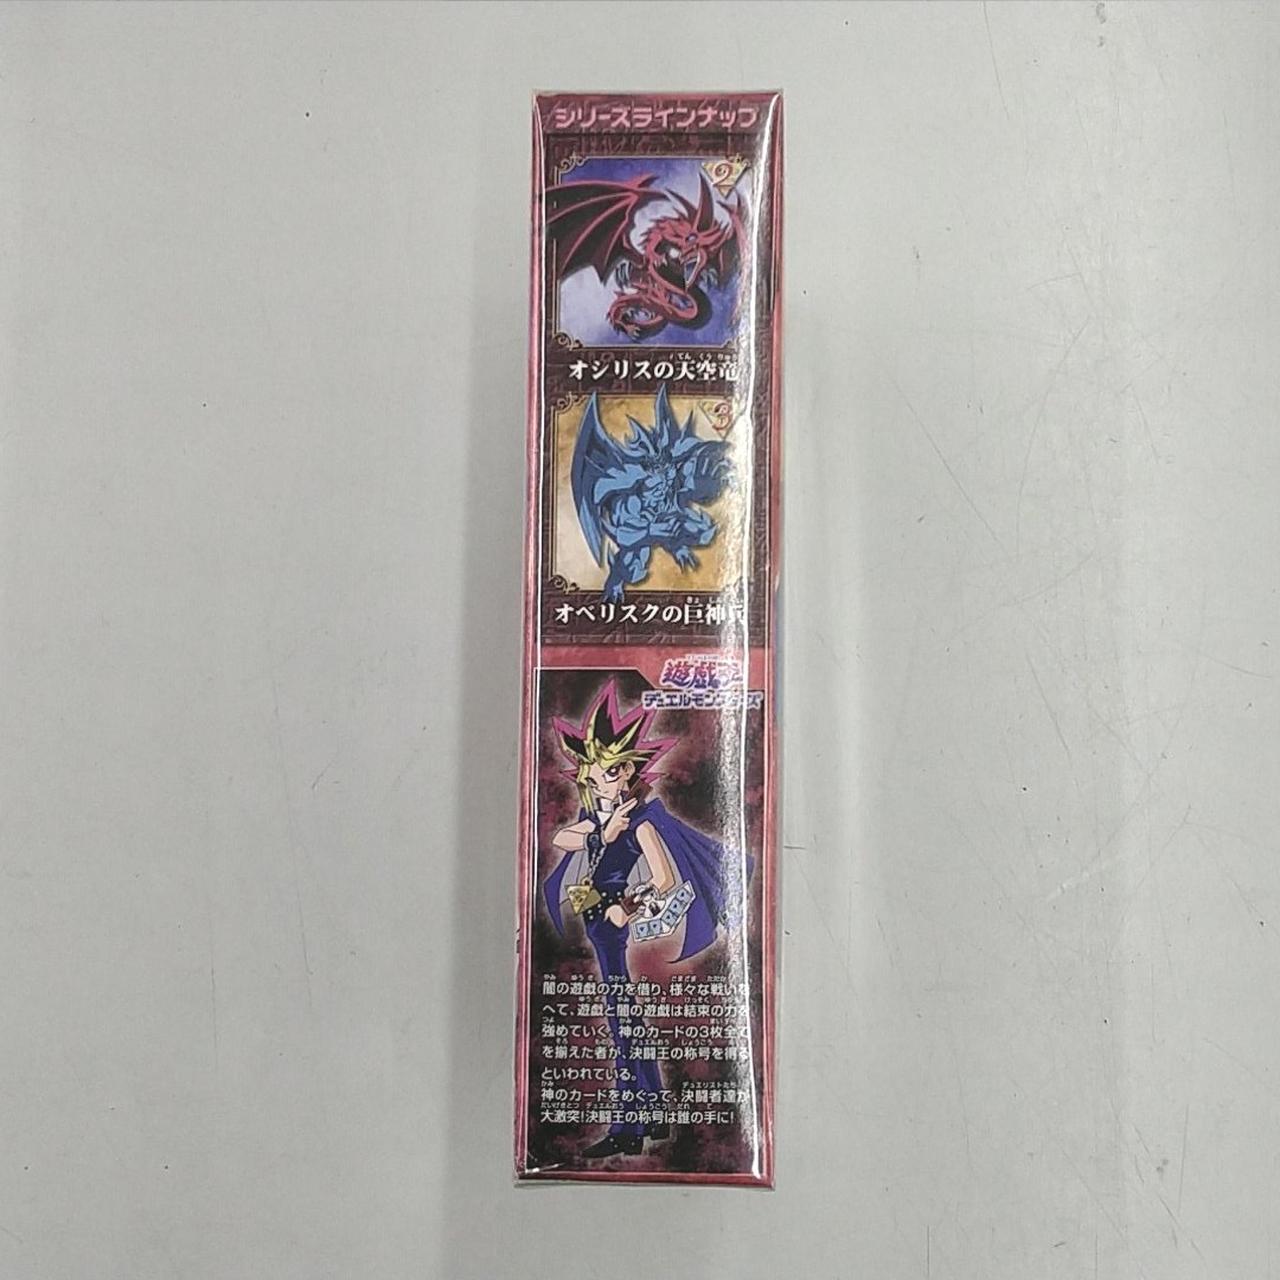 シリーズラインナップ
2
オシリスの天空竜
3
オベリスクの巨神兵
遊戯王
デュエルモンスターズ
闇の遊戯の力を借り、様々な戦いを
へて、遊戯と闇の遊戯は結束の力を
強めていく。神のカードの3枚全て
を揃えた者が、決闘王の称号を得る
といわれている。
神のカードをめぐって、決闘者達が
大激突!決闘王の称号は誰の手に!